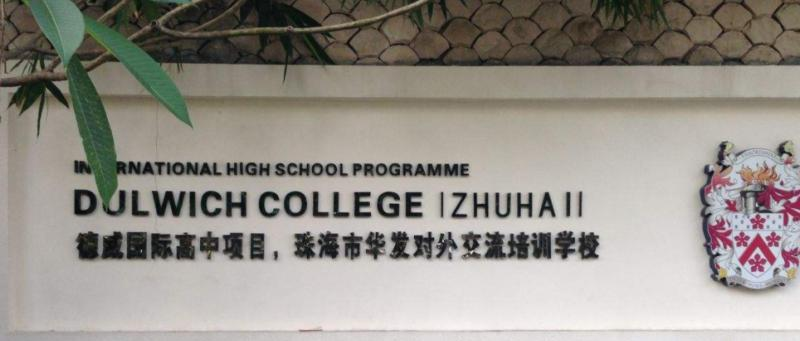 INTERNATIONAL HIGH SCHOOL PROGRAMME
DULWICH COLLEGE |ZHUHAI|
德威国际高中项目，珠海市华发对外交流培训学校